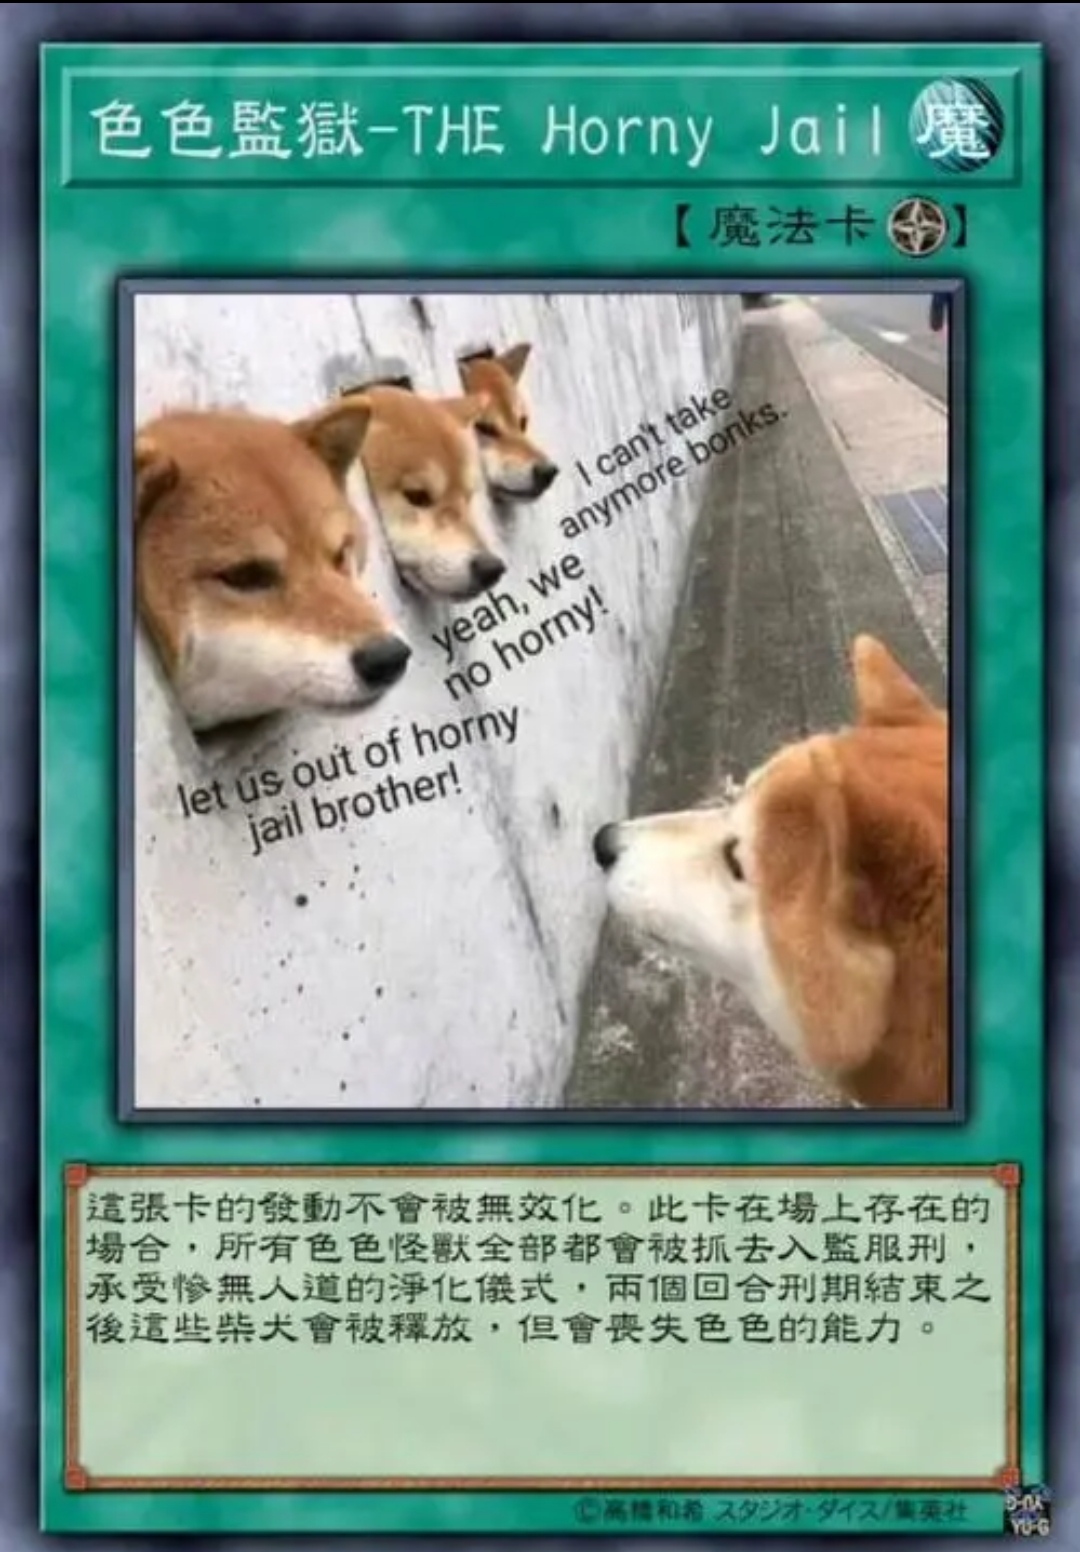 色色監獄-THE Horny Jail 魔
【魔法卡】
I can't take
anymore bonks.
yeah, we
no horny!
let us out of horny
jail brother!
這張卡的發動不會被無效化。此卡在場上存在的
場合，所有色色怪獸全部都會被抓去入監服刑，
承受慘無人道的淨化儀式，兩個回合刑期結束之
後這些柴犬會被釋放，但會喪失色色的能力。
©高橋和希 スタジオ・ダイス/集英社